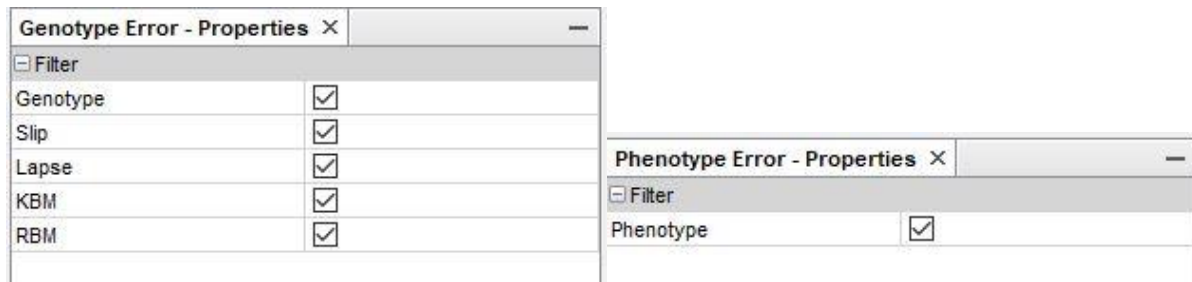 Genotype Error - Properties ×
Filter
Genotype
Slip
Lapse
KBM
RBM
Phenotype Error - Properties ×
Filter
Phenotype